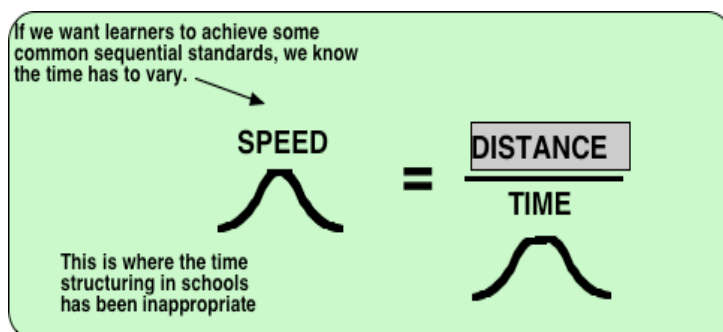 If we want learners to achieve some
common sequential standards, we know
the time has to vary.
SPEED
=
DISTANCE
TIME
This is where the time
structuring in schools
has been inappropriate